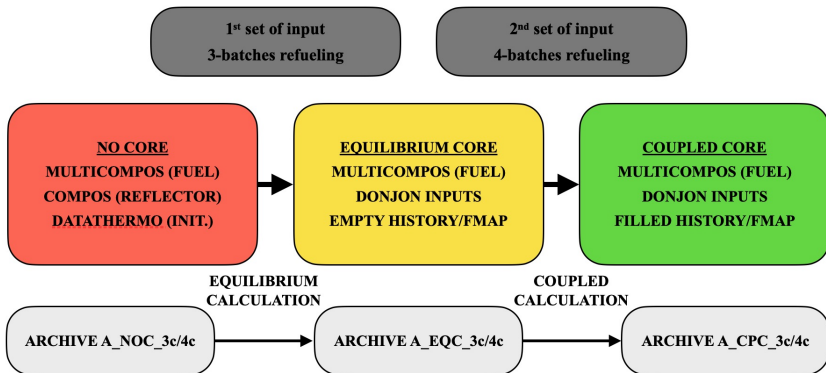 1st set of input
3-batches refueling
2nd set of input
4-batches refueling
NO CORE
MULTICOMPOS (FUEL)
COMPOS (REFLECTOR)
DATATHERMO (INIT.)
EQUILIBRIUM CORE
MULTICOMPOS (FUEL)
DONJON INPUTS
EMPTY HISTORY/FMAP
COUPLED CORE
MULTICOMPOS (FUEL)
DONJON INPUTS
FILLED HISTORY/FMAP
EQUILIBRIUM
CALCULATION
COUPLED
CALCULATION
ARCHIVE A_NOC_3c/4c
ARCHIVE A_EQC_3c/4c
ARCHIVE A_CPC_3c/4c